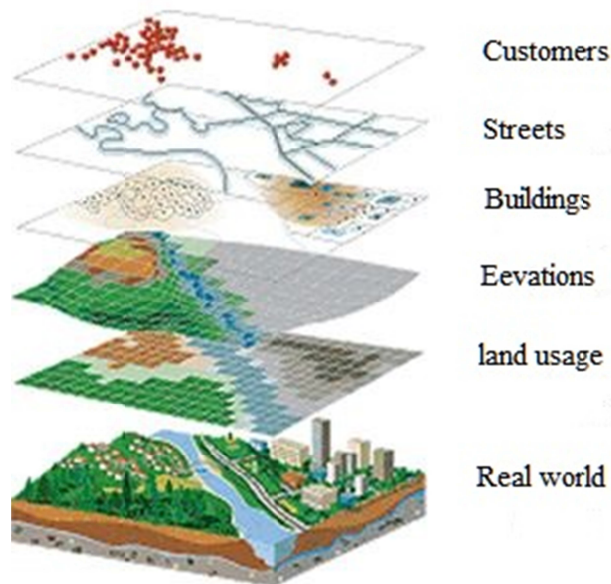 Customers
Streets
Buildings
Eevations
land usage
Real world